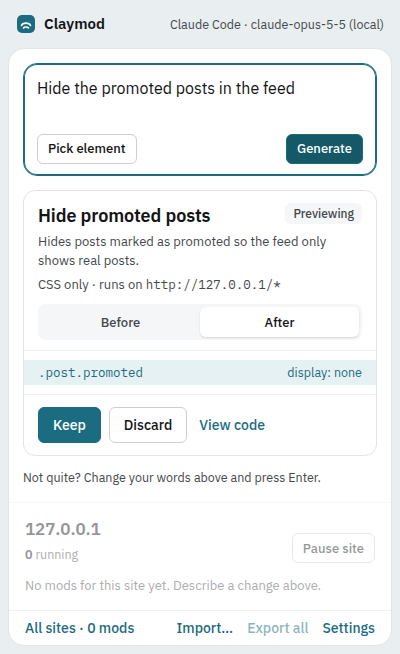 Claymod
Claude Code · claude-opus-5-5 (local)
Hide the promoted posts in the feed
Pick element
Generate
Hide promoted posts
Previewing
Hides posts marked as promoted so the feed only
shows real posts.
CSS only · runs on http://127.0.0.1/*
Before
After
.post.promoted
display: none
Keep
Discard
View code
Not quite? Change your words above and press Enter.
127.0.0.1
0 running
Pause site
No mods for this site yet. Describe a change above.
All sites · 0 mods
Import...
Export all
Settings